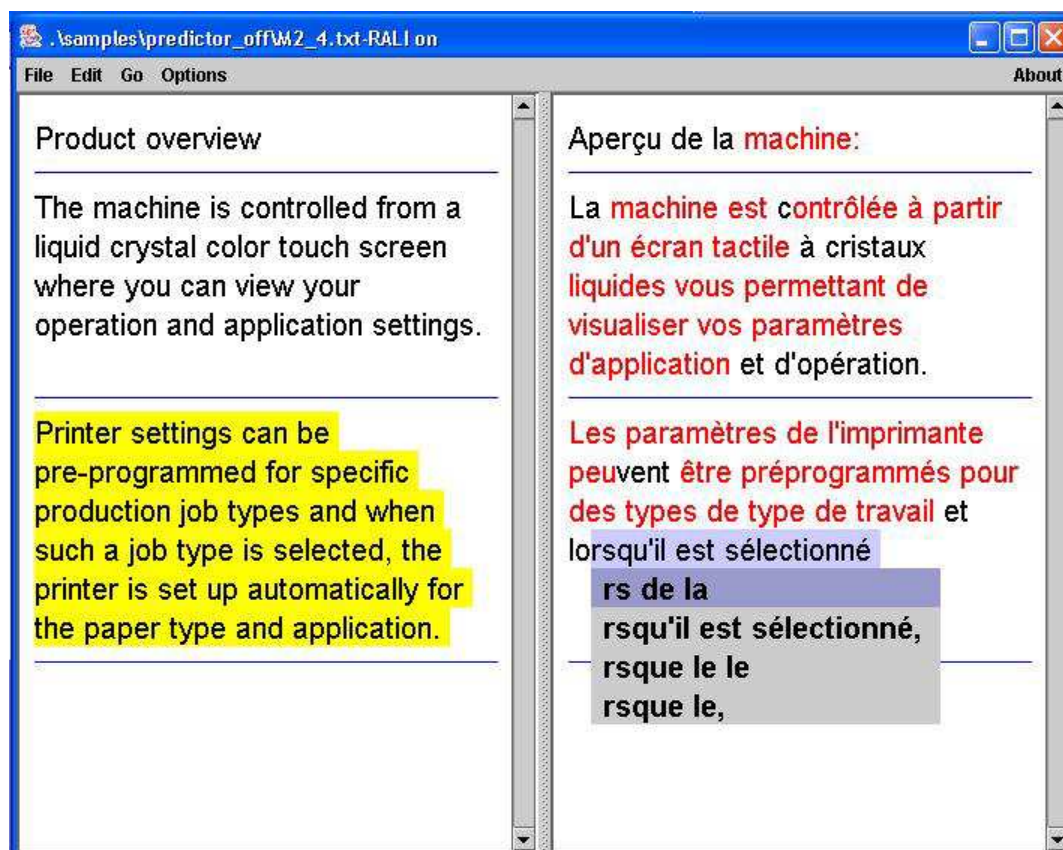 .\samples\predictor_off\M2_4.txt-RALI on
File Edit Go Options About
Product overview
The machine is controlled from a
liquid crystal color touch screen
where you can view your
operation and application settings.
Printer settings can be
pre-programmed for specific
production job types and when
such a job type is selected, the
printer is set up automatically for
the paper type and application.
Aperçu de la machine:
La machine est contrôlée à partir
d'un écran tactile à cristaux
liquides vous permettant de
visualiser vos paramètres
d'application et d'opération.
Les paramètres de l'imprimante
peuvent être préprogrammés pour
des types de type de travail et
lorsqu'il est sélectionné
rs de la
rsqu'il est sélectionné,
rsque le le
rsque le,